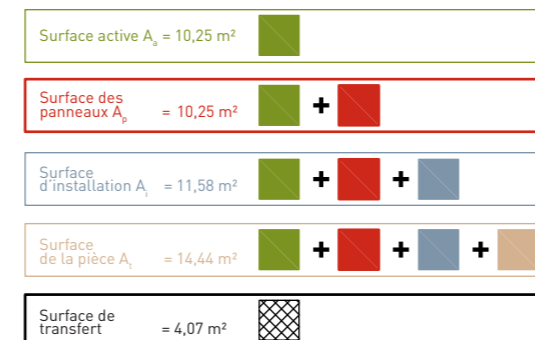 Surface active Aa = 10,25 m²
+
Surface des
panneaux Ap = 10,25 m²
+ +
Surface
d'installation Ai = 11,58 m²
+ + +
Surface
de la pièce At = 14,44 m²
Surface de
transfert = 4,07 m²